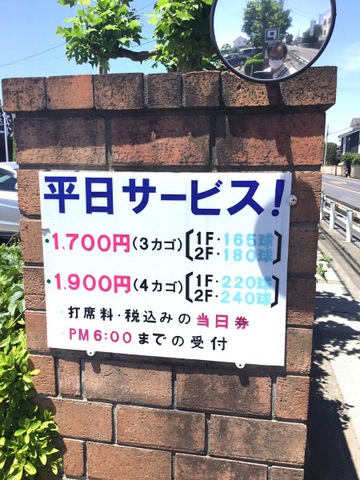 平日サービス!
・1.700円(3カゴ)[1F・165球
2F・180球]
・1.900円(4カゴ)[1F・220球
2F・240球]
・打席料・税込みの当日券
・PM6:00までの受付